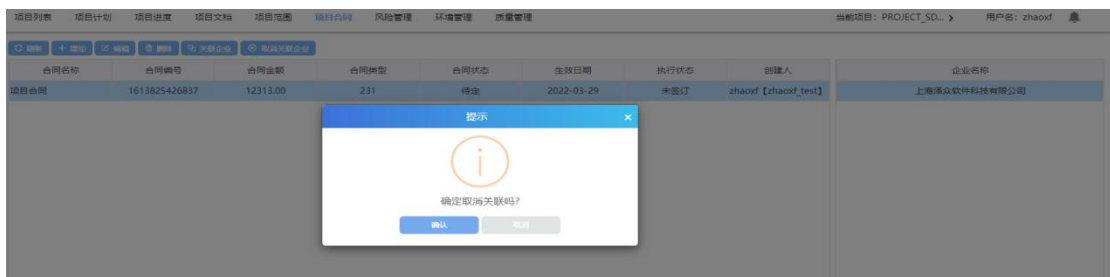 项目列表 项目计划 项目进度 项目文档 项目范围 项目合同 风险管理 环境管理 质量管理 当前项目: PROJECT_SD... 用户名: zhaoxf
刷新 增加 编辑 删除 关联企业 取消关联企业
合同名称 合同编号 合同金额 合同类型 合同状态 生效日期 执行状态 创建人 企业名称
项目合同 1613825426837 12313.00 231 待定 2022-03-29 未签订 zhaoxf【zhaoxf_test】 上海泽众软件科技有限公司
提示
确定取消关联吗?
确认 取消